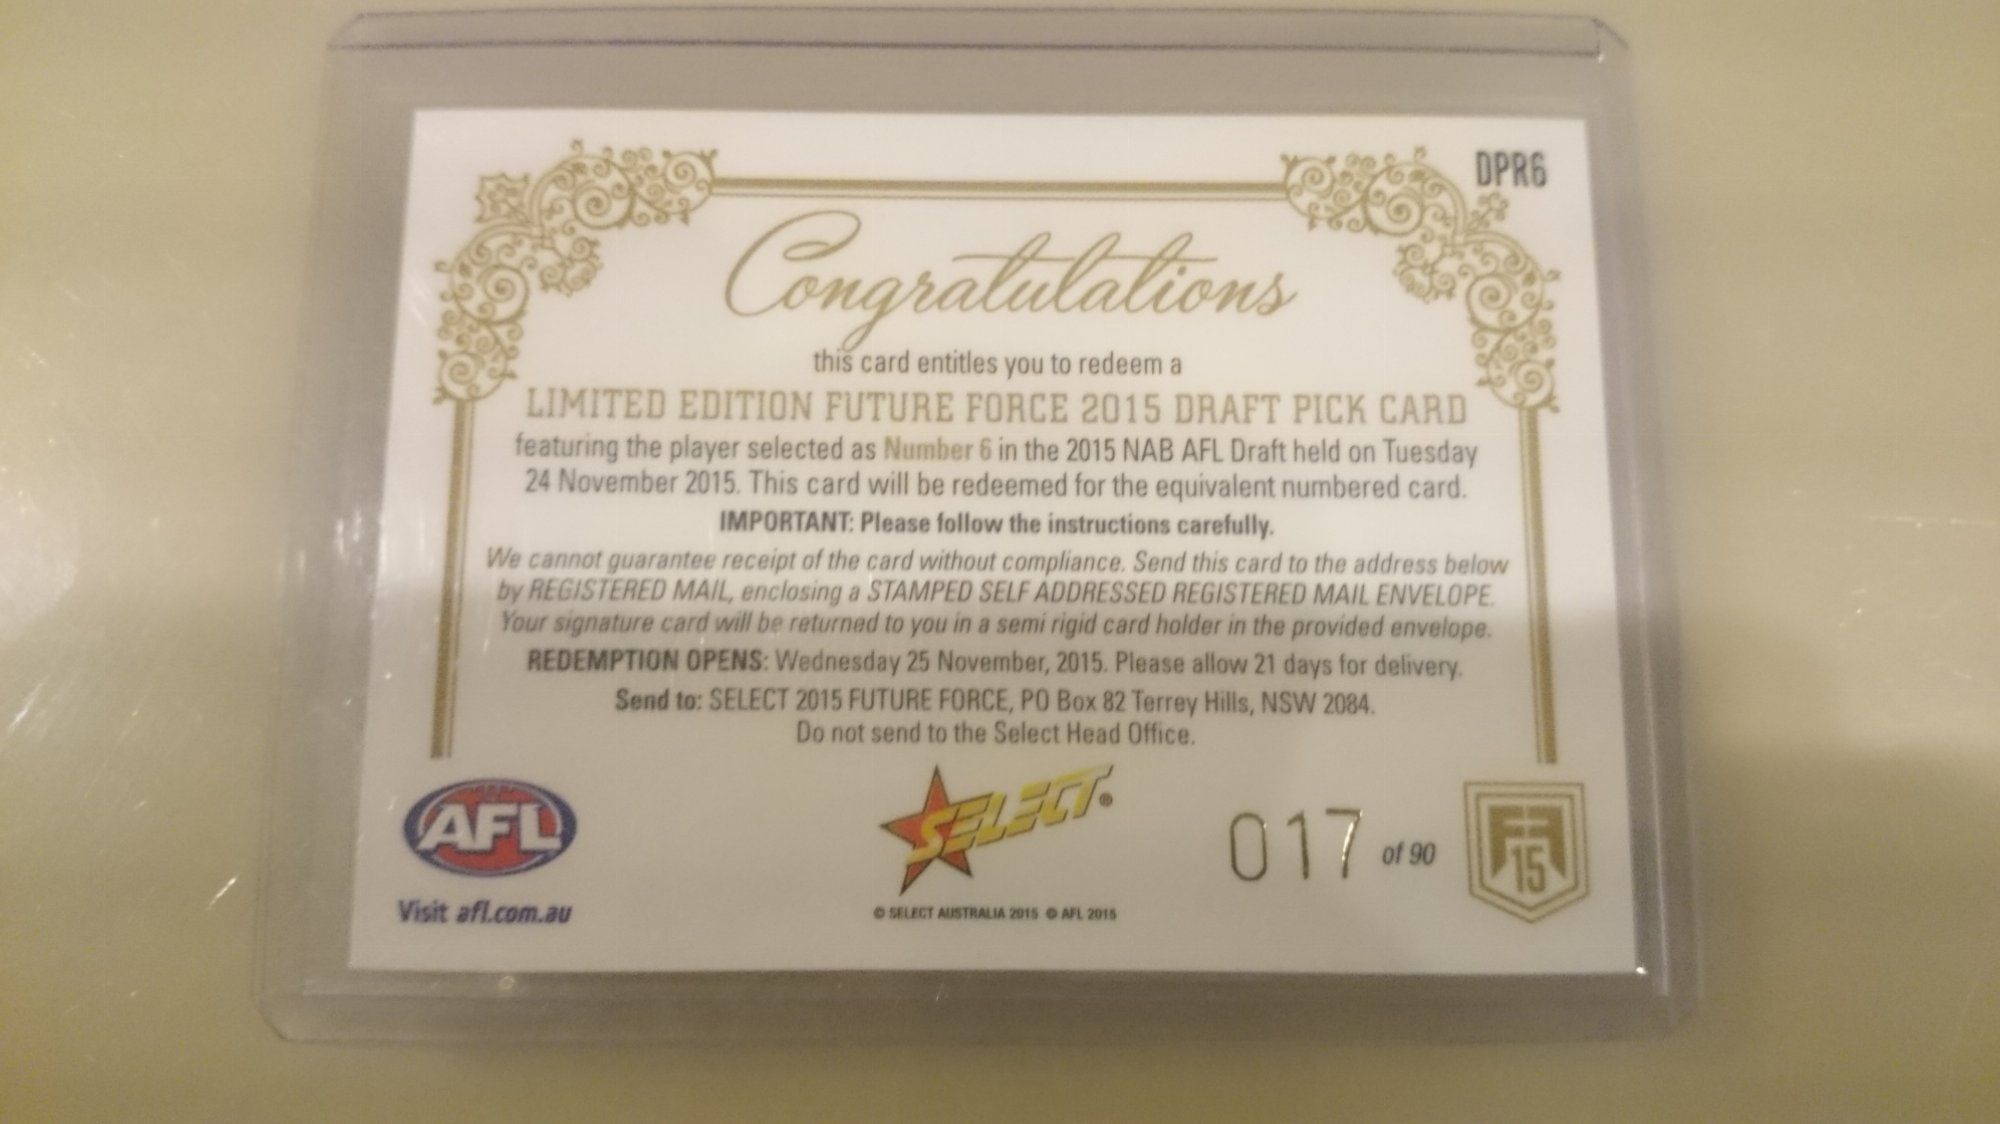 DPR6
Congratulations
this card entitles you to redeem a
LIMITED EDITION FUTURE FORCE 2015 DRAFT PICK CARD
featuring the player selected as Number 6 in the 2015 NAB AFL Draft held on Tuesday
24 November 2015. This card will be redeemed for the equivalent numbered card.
IMPORTANT: Please follow the instructions carefully.
We cannot guarantee receipt of the card without compliance. Send this card to the address below
by REGISTERED MAIL, enclosing a STAMPED SELF ADDRESSED REGISTERED MAIL ENVELOPE.
Your signature card will be returned to you in a semi rigid card holder in the provided envelope.
REDEMPTION OPENS: Wednesday 25 November, 2015. Please allow 21 days for delivery.
Send to: SELECT 2015 FUTURE FORCE, PO Box 82 Terrey Hills, NSW 2084.
Do not send to the Select Head Office.
AFL
Visit afl.com.au
SELECT®
© SELECT AUSTRALIA 2015 © AFL 2015
017 of 90
FF
15